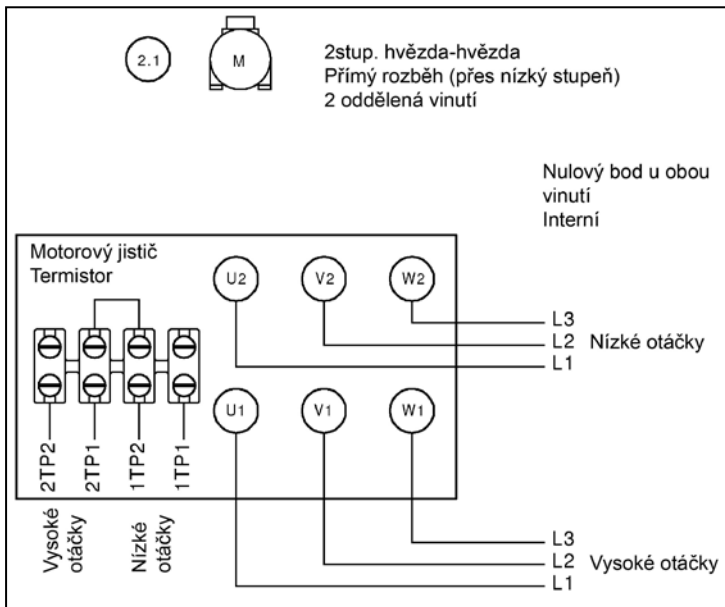 2.1
M
2stup. hvězda-hvězda
Přímý rozběh (přes nízký stupeň)
2 oddělená vinutí
Nulový bod u obou
vinutí
Interní
Motorový jistič
Termistor
U2
V2
W2
L3
L2 Nízké otáčky
L1
U1
V1
W1
2TP2
2TP1
1TP2
1TP1
Vysoké
otáčky
Nízké
otáčky
L3
L2 Vysoké otáčky
L1